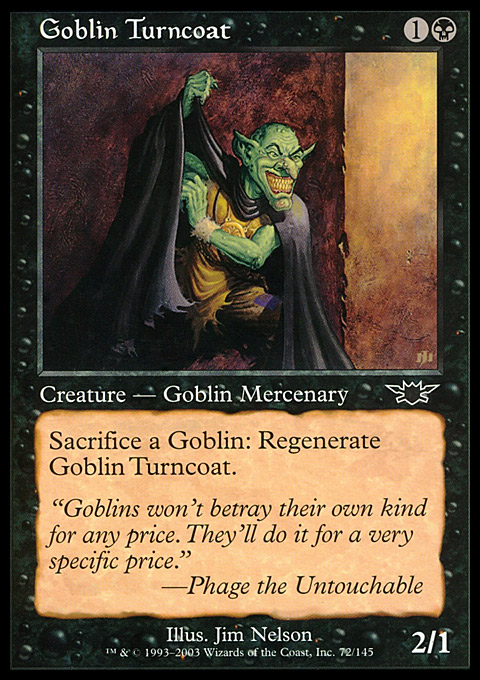 Goblin Turncoat
1
Creature — Goblin Mercenary
Sacrifice a Goblin: Regenerate
Goblin Turncoat.
“Goblins won’t betray their own kind
for any price. They’ll do it for a very
specific price.”
—Phage the Untouchable
Illus. Jim Nelson
™ & © 1993–2003 Wizards of the Coast, Inc. 72/145
2/1